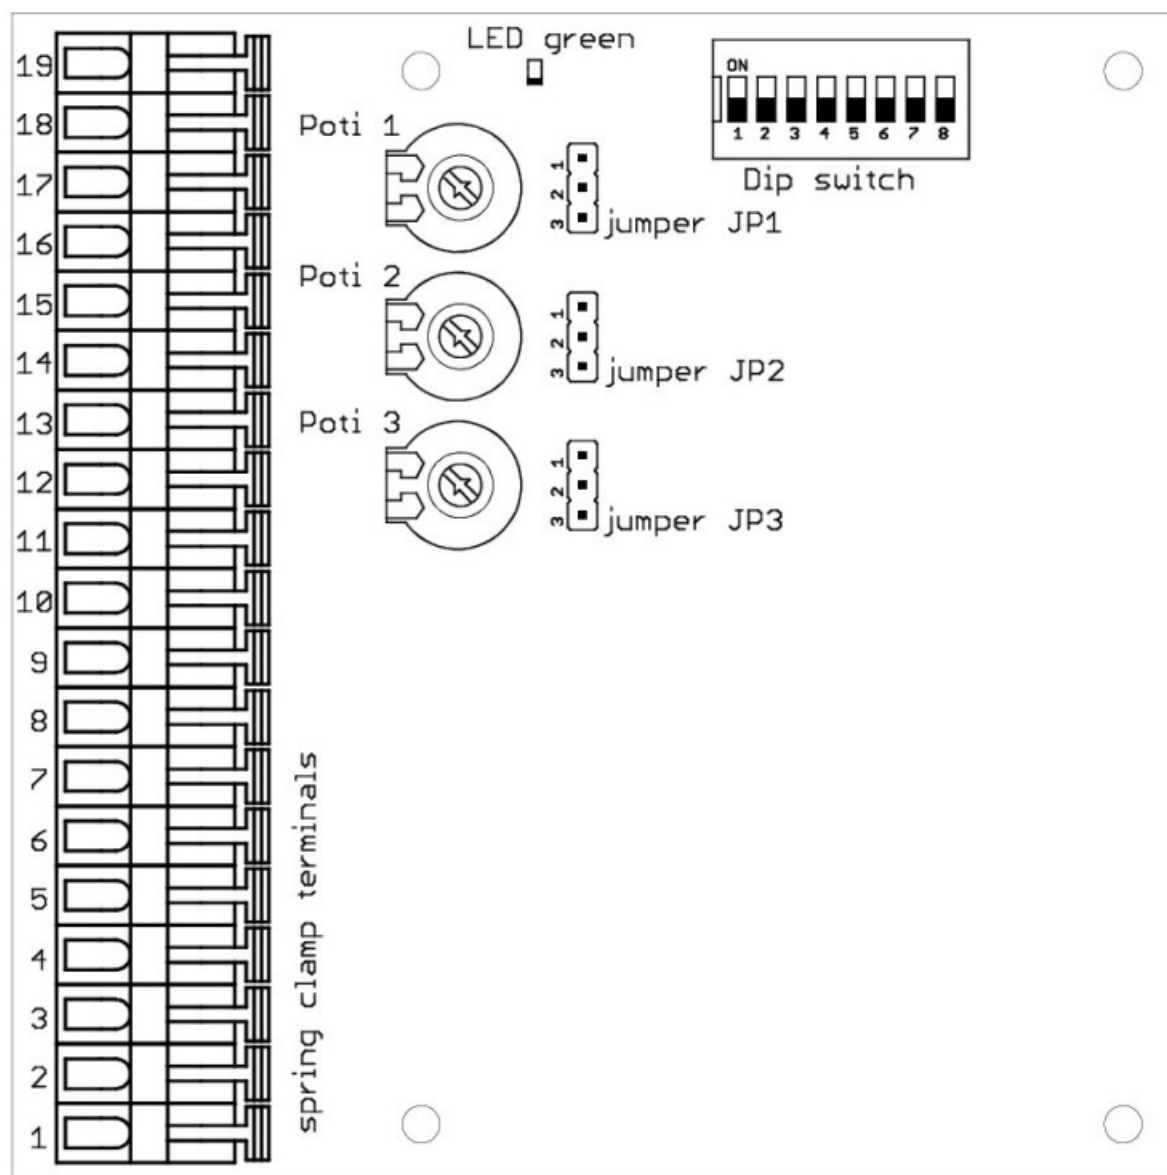 LED green
ON
1 2 3 4 5 6 7 8
Dip switch
Poti 1
1
2
3
jumper JP1
Poti 2
1
2
3
jumper JP2
Poti 3
1
2
3
jumper JP3
19
18
17
16
15
14
13
12
11
10
9
8
7
6
5
4
3
2
1
spring clamp terminals